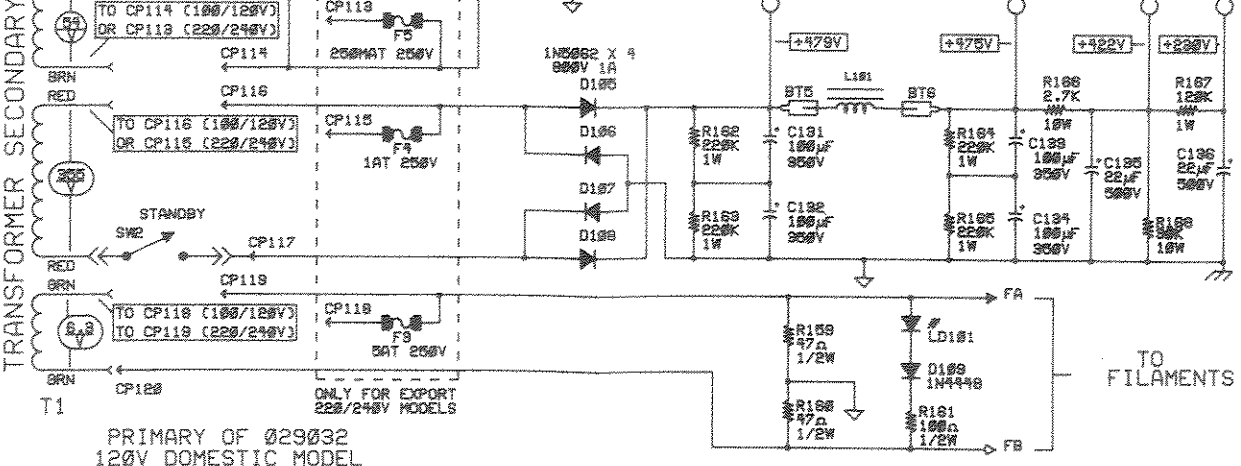 TRANSFORMER SECONDARY
54
V
TO CP114 (100/120V)
OR CP113 (220/240V)
BRN
CP114
CP113
F5
250MAT 250V
RED
CP116
TO CP116 (100/120V)
OR CP115 (220/240V)
CP115
F4
1AT 250V
355
V
STANDBY
SW2
RED
CP117
BRN
CP119
TO CP118 (100/120V)
TO CP119 (220/240V)
6.3
V
CP118
F3
5AT 250V
BRN
CP120
T1
ONLY FOR EXPORT
220/240V MODELS
PRIMARY OF 029032
120V DOMESTIC MODEL
1N5062 X 4
800V 1A
D105
D106
D107
D108
+479V
+475V
+422V
L101
BT5
BT6
R162
220K
1W
R163
220K
1W
C131
100µF
350V
C132
100µF
350V
R164
220K
1W
R165
220K
1W
C133
100µF
350V
C134
100µF
350V
R166
2.7K
10W
C135
22µF
500V
R167
120K
1W
C136
22µF
500V
R168
10W
FA
R159
47Ω
1/2W
R160
47Ω
1/2W
LD101
D109
1N4448
R161
100Ω
1/2W
FB
TO
FILAMENTS